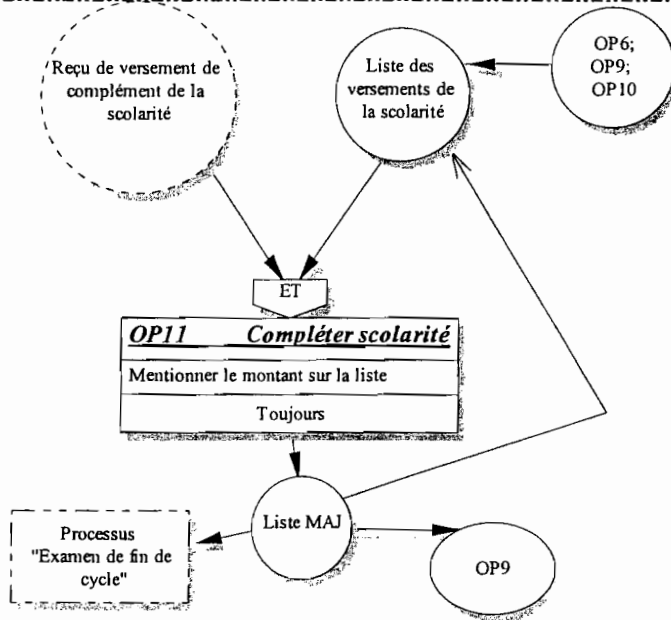 Reçu de versement de
complément de la
scolarité
Liste des
versements de
la scolarité
OP6;
OP9;
OP10
ET
OP11 Compléter scolarité
Mentionner le montant sur la liste
Toujours
Liste MAJ
Processus
"Examen de fin de
cycle"
OP9